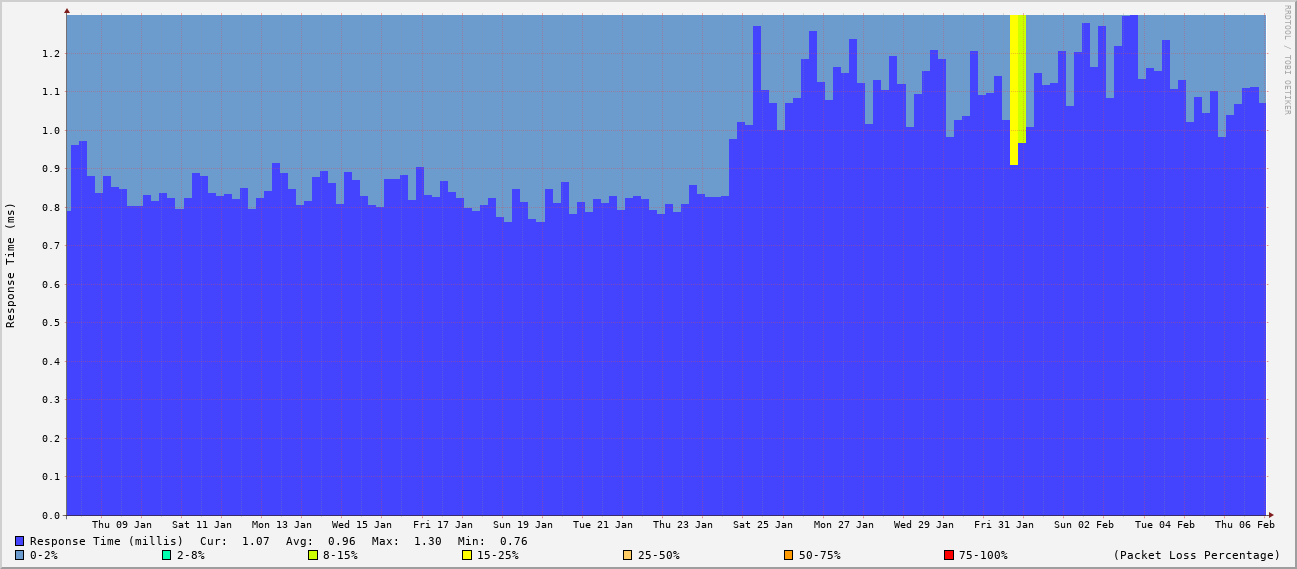 RRDTOOL / TOBI OETIKER
Response Time (ms)
1.2
1.1
1.0
0.9
0.8
0.7
0.6
0.5
0.4
0.3
0.2
0.1
0.0
Thu 09 Jan Sat 11 Jan Mon 13 Jan Wed 15 Jan Fri 17 Jan Sun 19 Jan Tue 21 Jan Thu 23 Jan Sat 25 Jan Mon 27 Jan Wed 29 Jan Fri 31 Jan Sun 02 Feb Tue 04 Feb Thu 06 Feb
Response Time (millis) Cur: 1.07 Avg: 0.96 Max: 1.30 Min: 0.76
0-2% 2-8% 8-15% 15-25% 25-50% 50-75% 75-100% (Packet Loss Percentage)